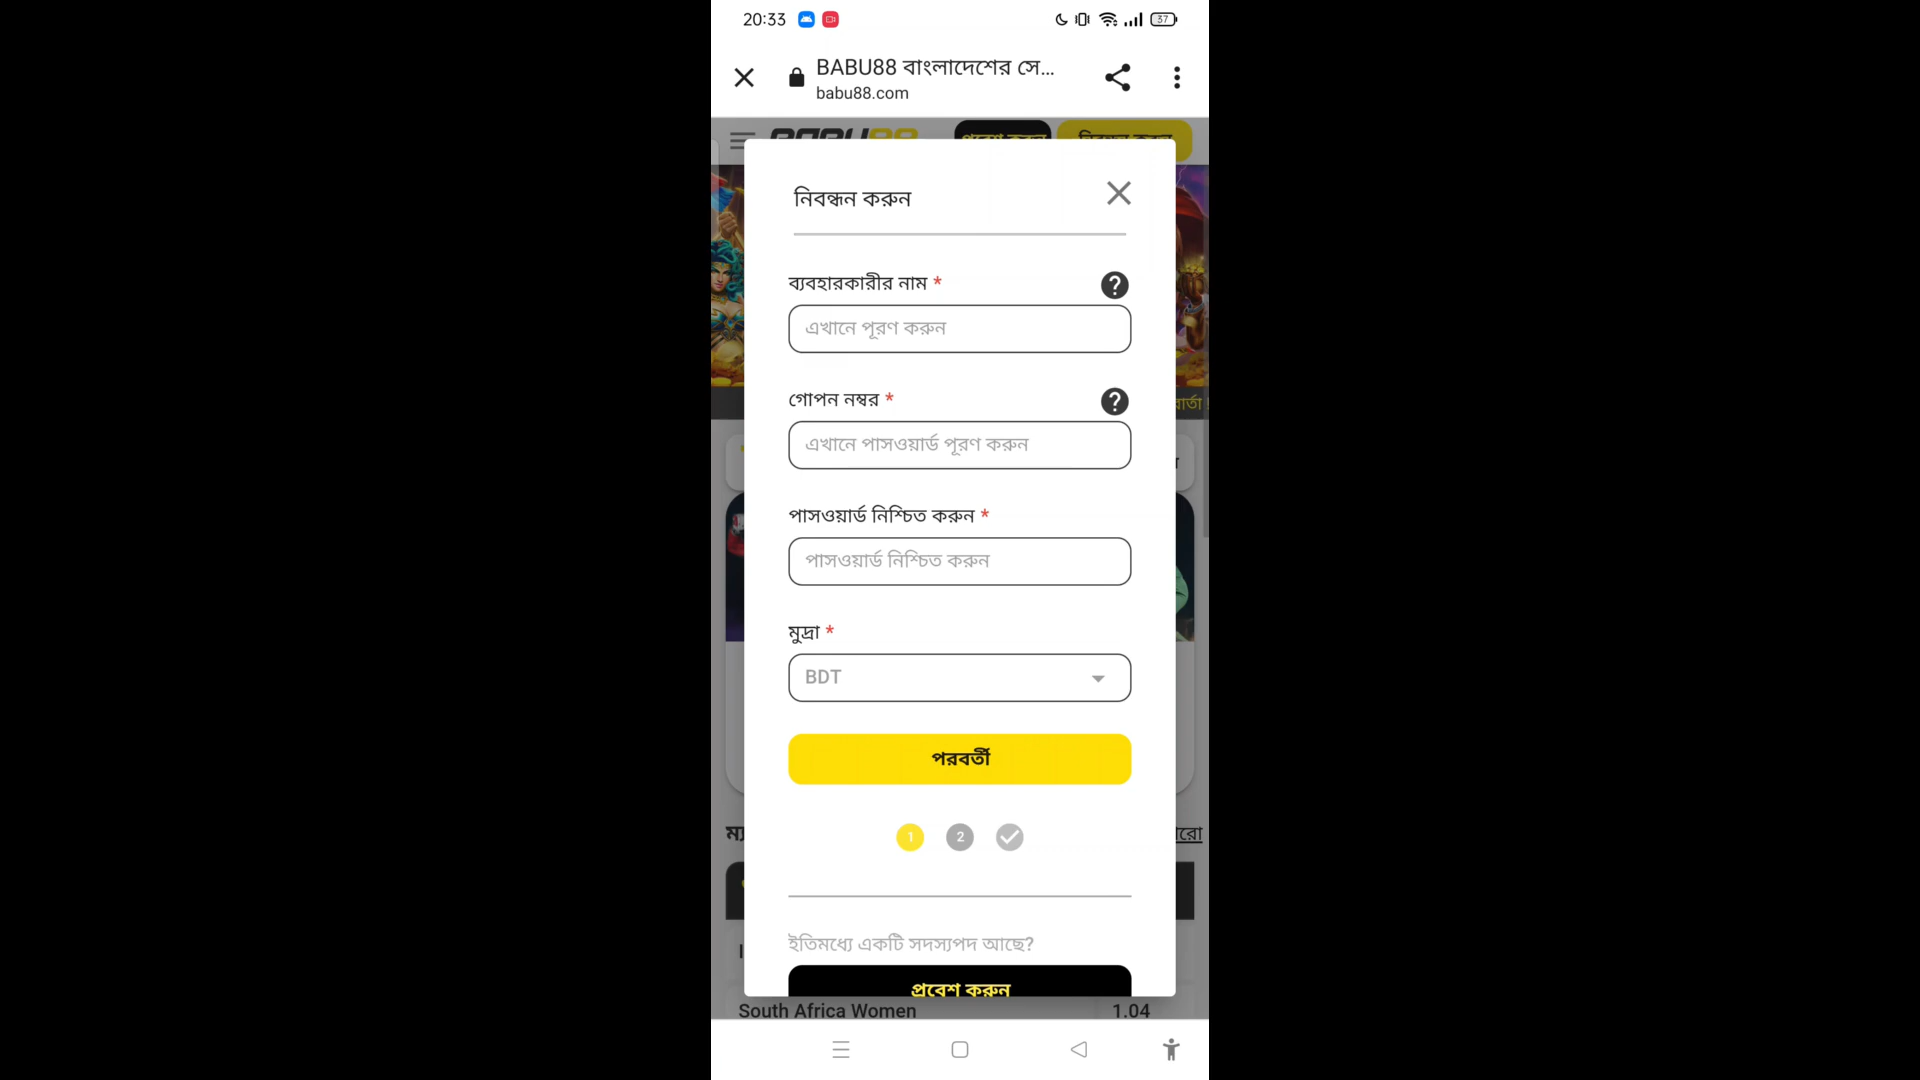 20:33
37
BABU88 বাংলাদেশের সে...
babu88.com
নিবন্ধন করুন
ব্যবহারকারীর নাম *
?
এখানে পূরণ করুন
গোপন নম্বর *
?
এখানে পাসওয়ার্ড পূরণ করুন
পাসওয়ার্ড নিশ্চিত করুন *
পাসওয়ার্ড নিশ্চিত করুন
মুদ্রা *
BDT
পরবর্তী
1 2
ইতিমধ্যে একটি সদস্যপদ আছে?
প্রবেশ করুন
South Africa Women 1.04